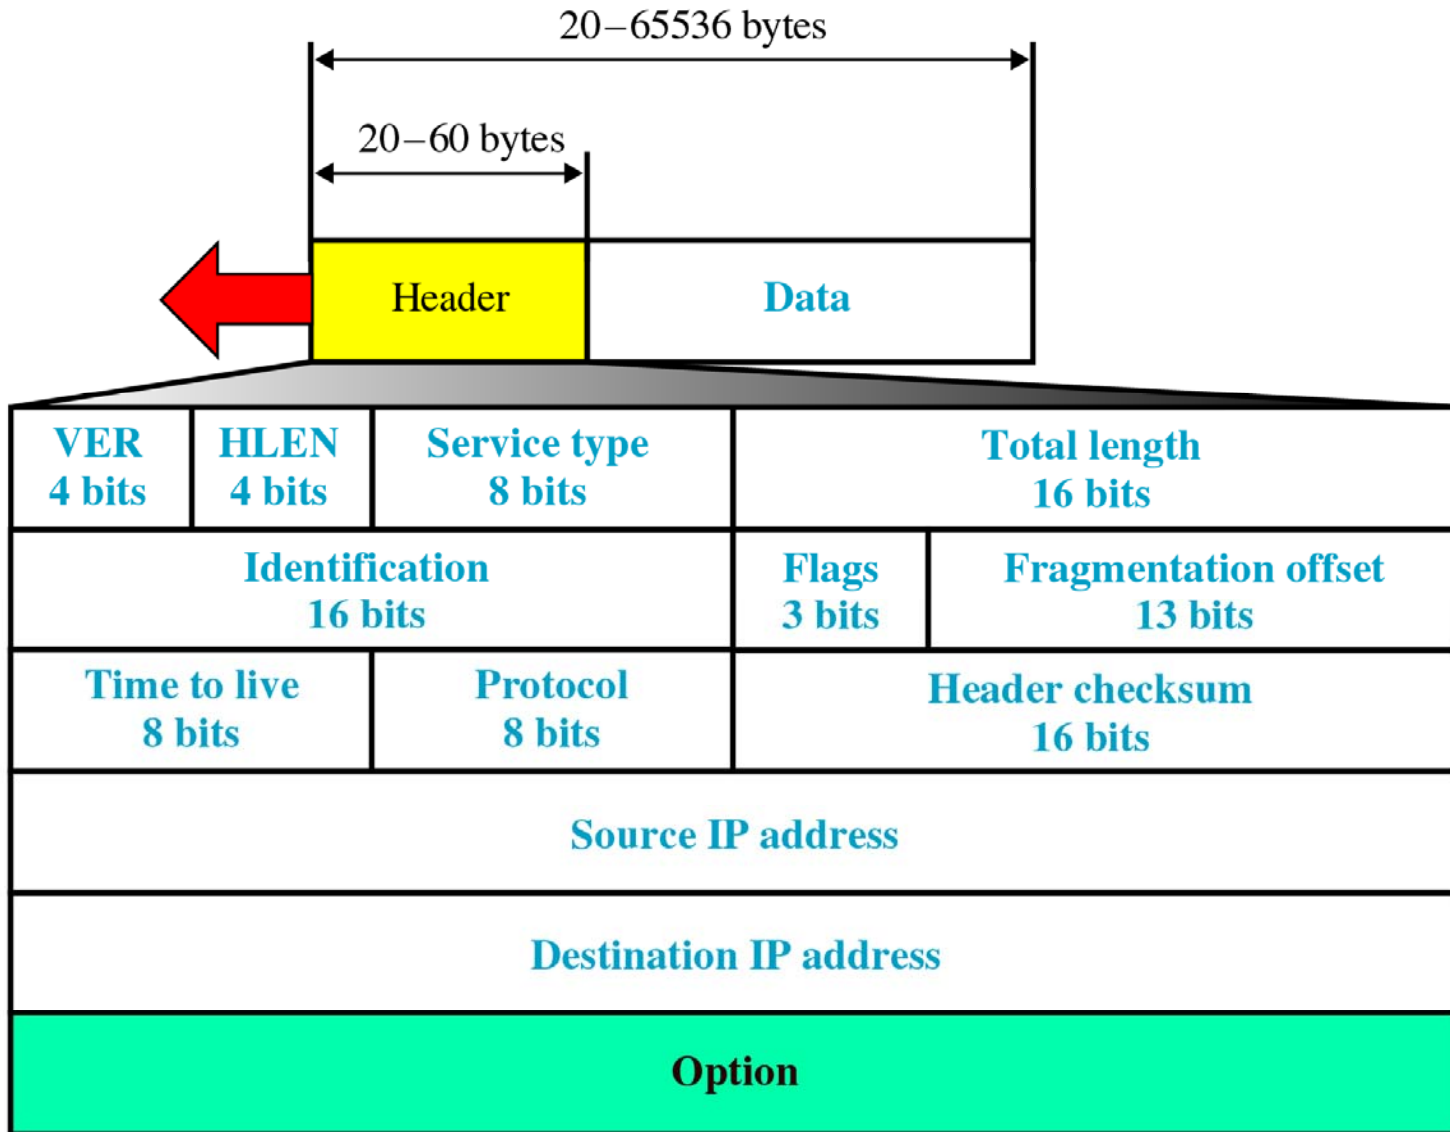 20–65536 bytes
20–60 bytes
Header
Data
VER
4 bits
HLEN
4 bits
Service type
8 bits
Total length
16 bits
Identification
16 bits
Flags
3 bits
Fragmentation offset
13 bits
Time to live
8 bits
Protocol
8 bits
Header checksum
16 bits
Source IP address
Destination IP address
Option